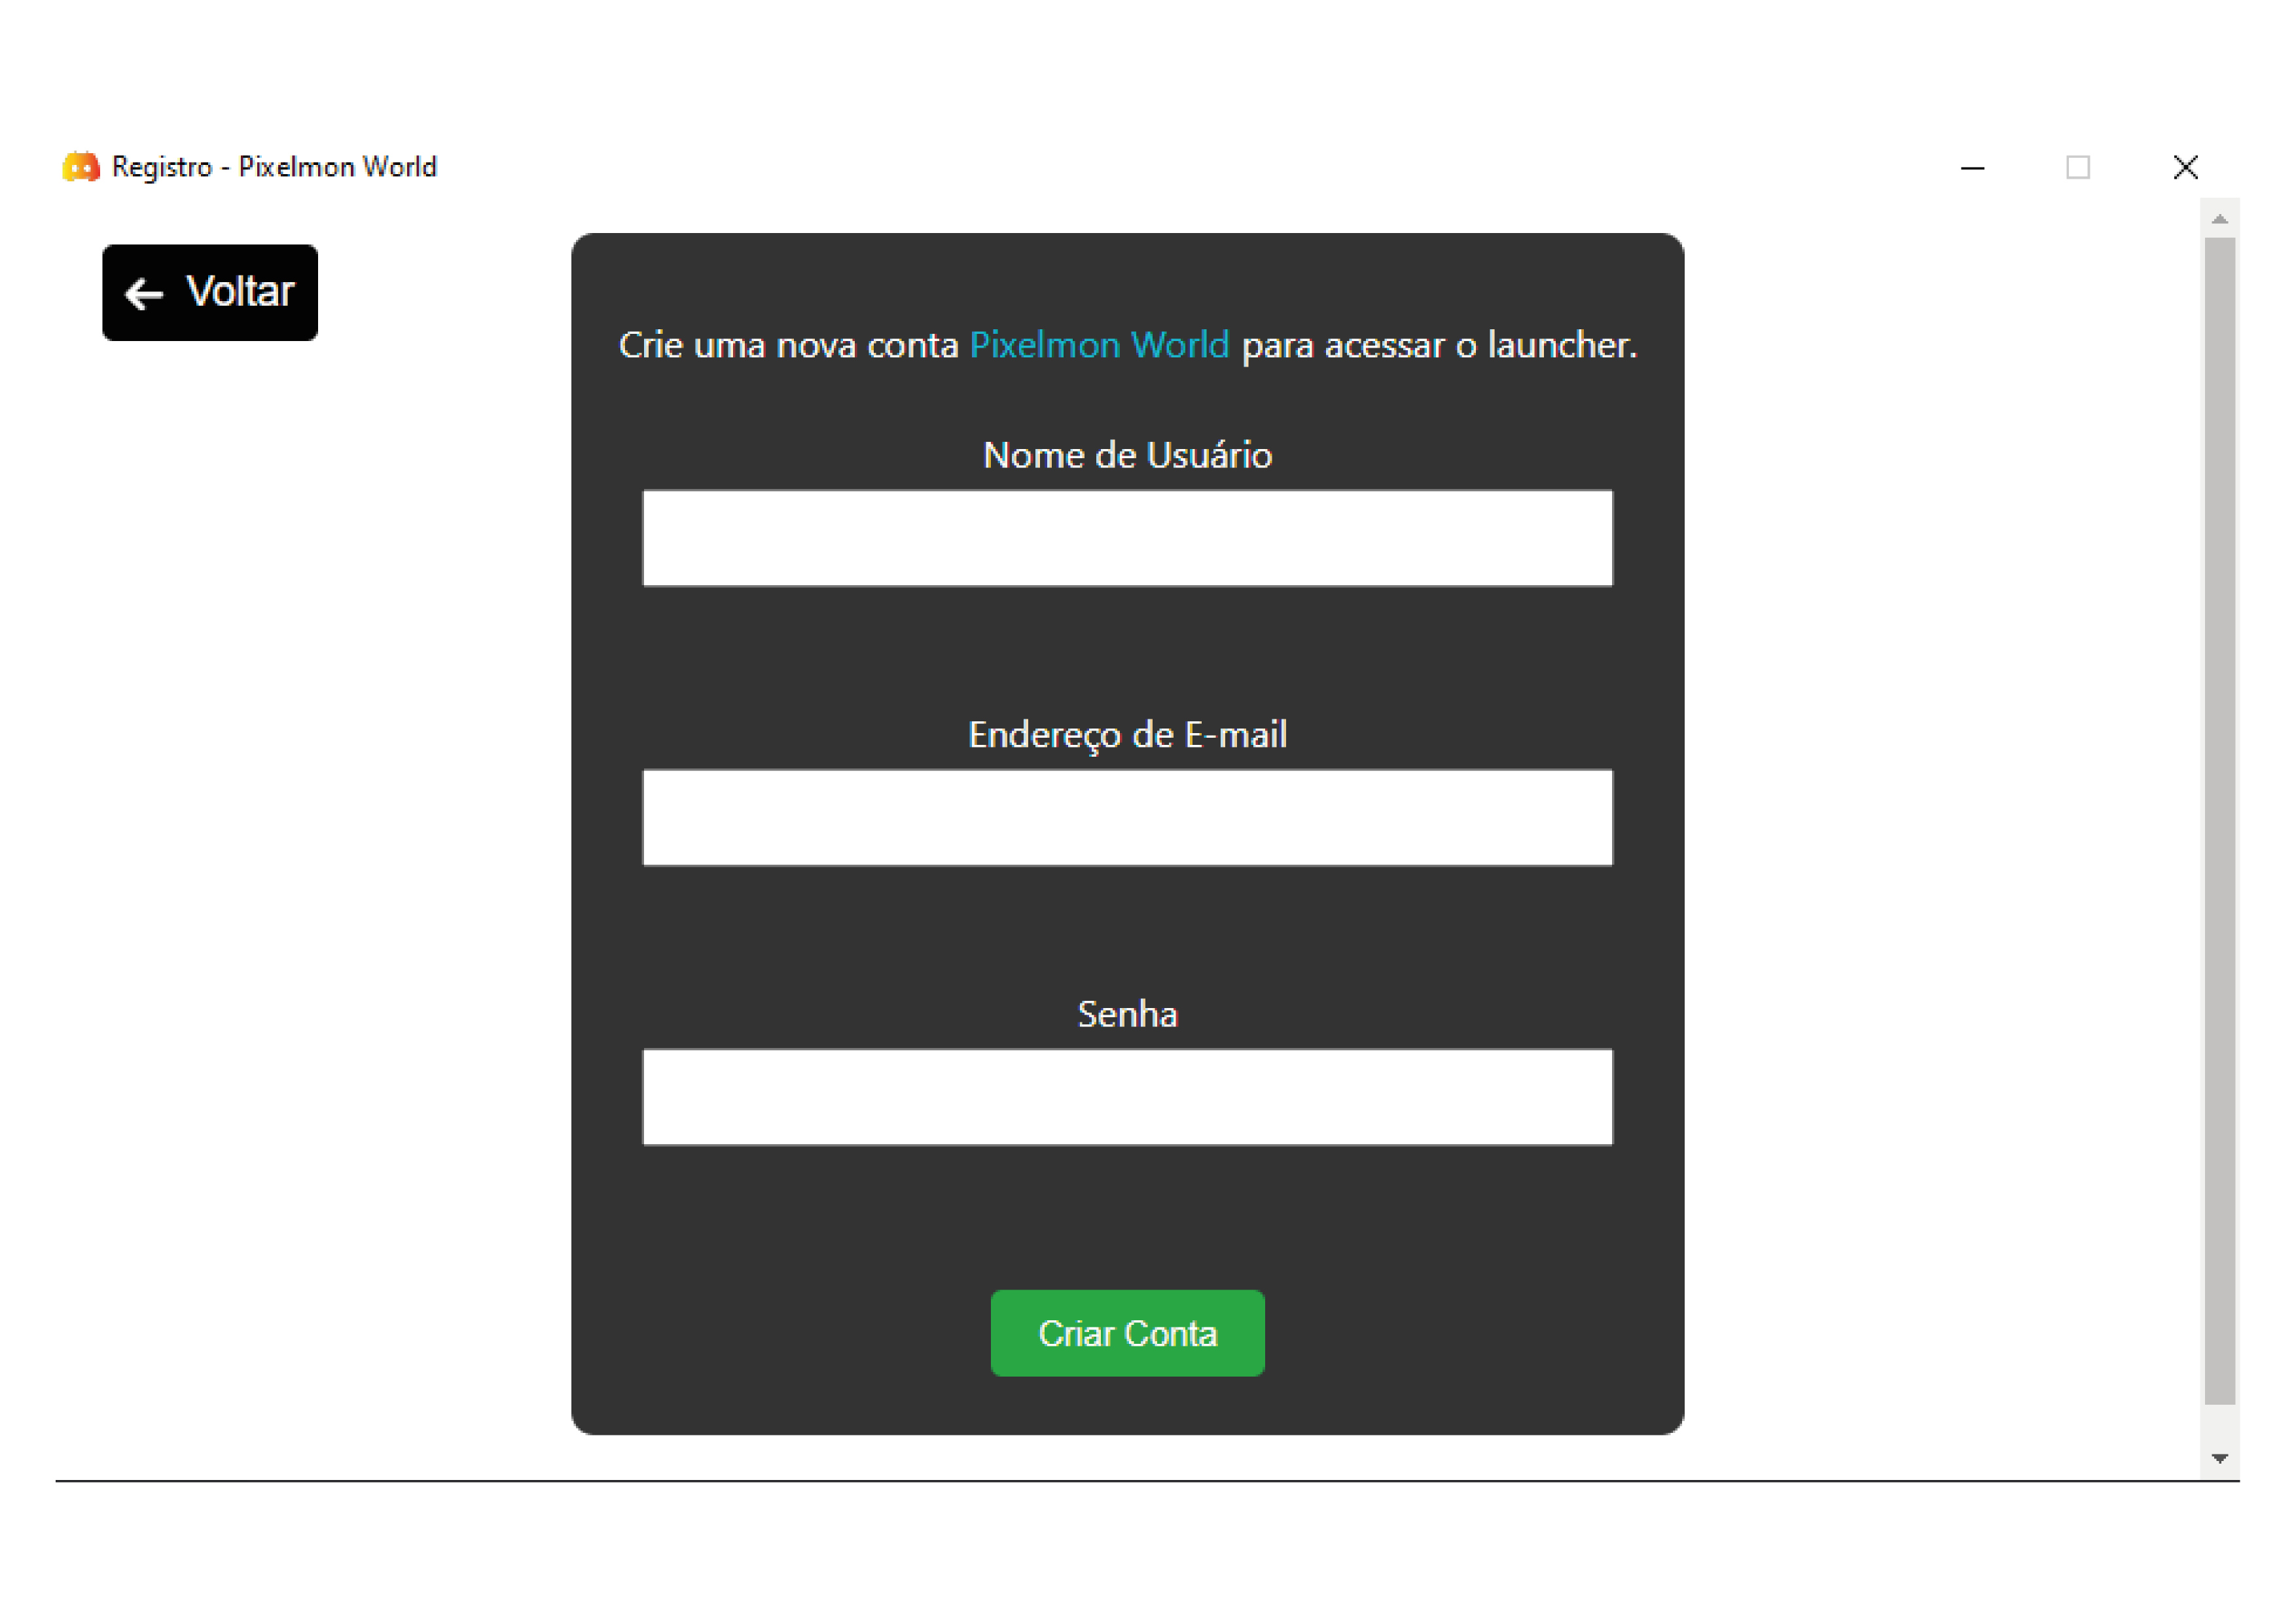 Registro - Pixelmon World
Voltar
Crie uma nova conta Pixelmon World para acessar o launcher.
Nome de Usuário
Endereço de E-mail
Senha
Criar Conta